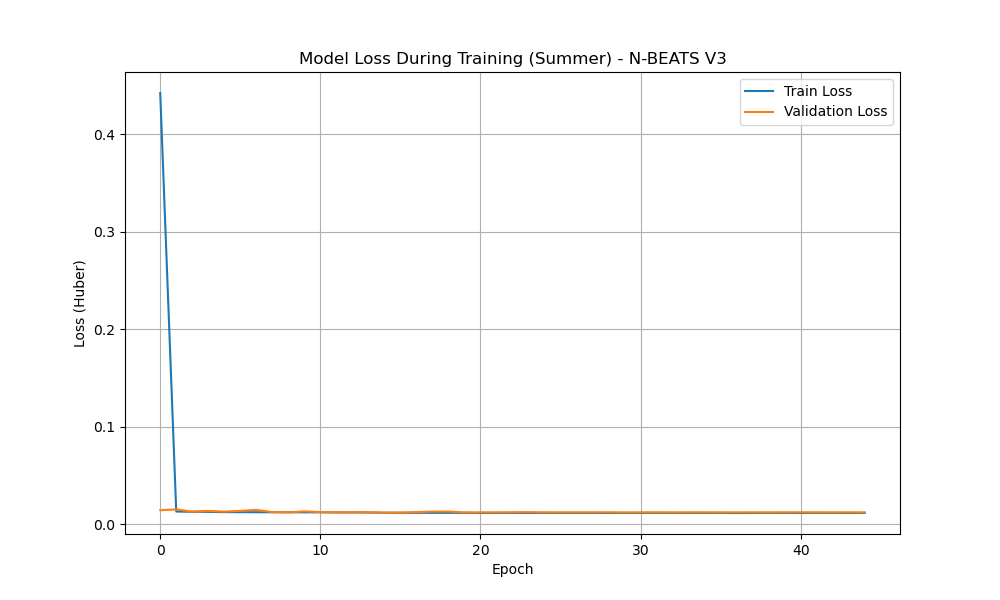 Model Loss During Training (Summer) - N-BEATS V3
Train Loss
Validation Loss
Loss (Huber)
0.4
0.3
0.2
0.1
0.0
0 10 20 30 40
Epoch